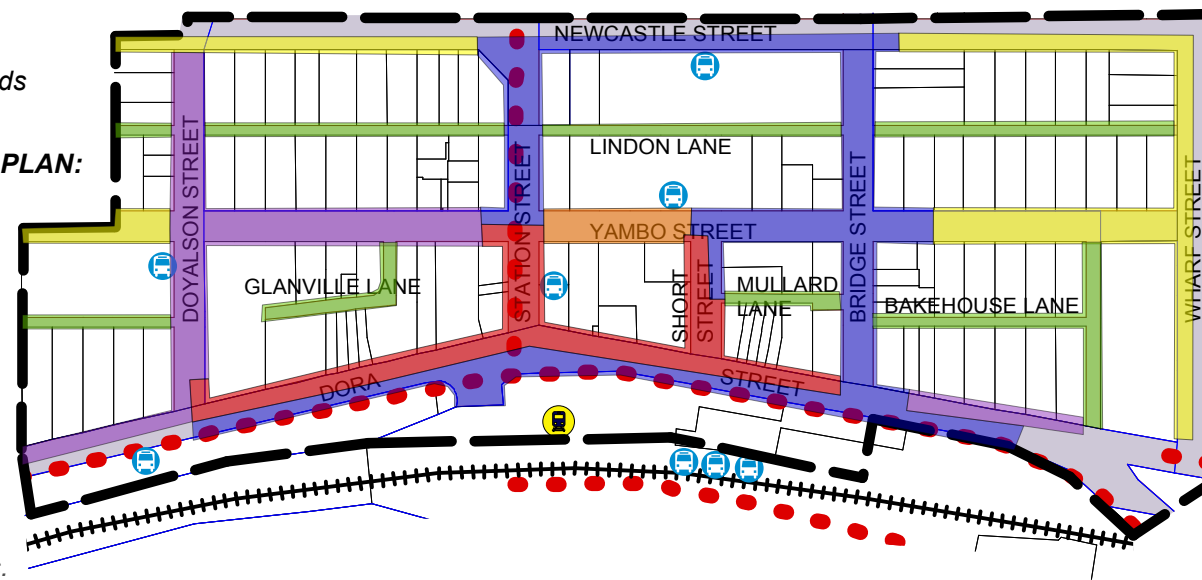 ds
PLAN:
NEWCASTLE STREET
LINDON LANE
DOYALSON STREET
STATION STREET
BRIDGE STREET
WHARF STREET
YAMBO STREET
GLANVILLE LANE
SHORT
STREET
MULLARD
LANE
BAKEHOUSE LANE
DORA
STREET